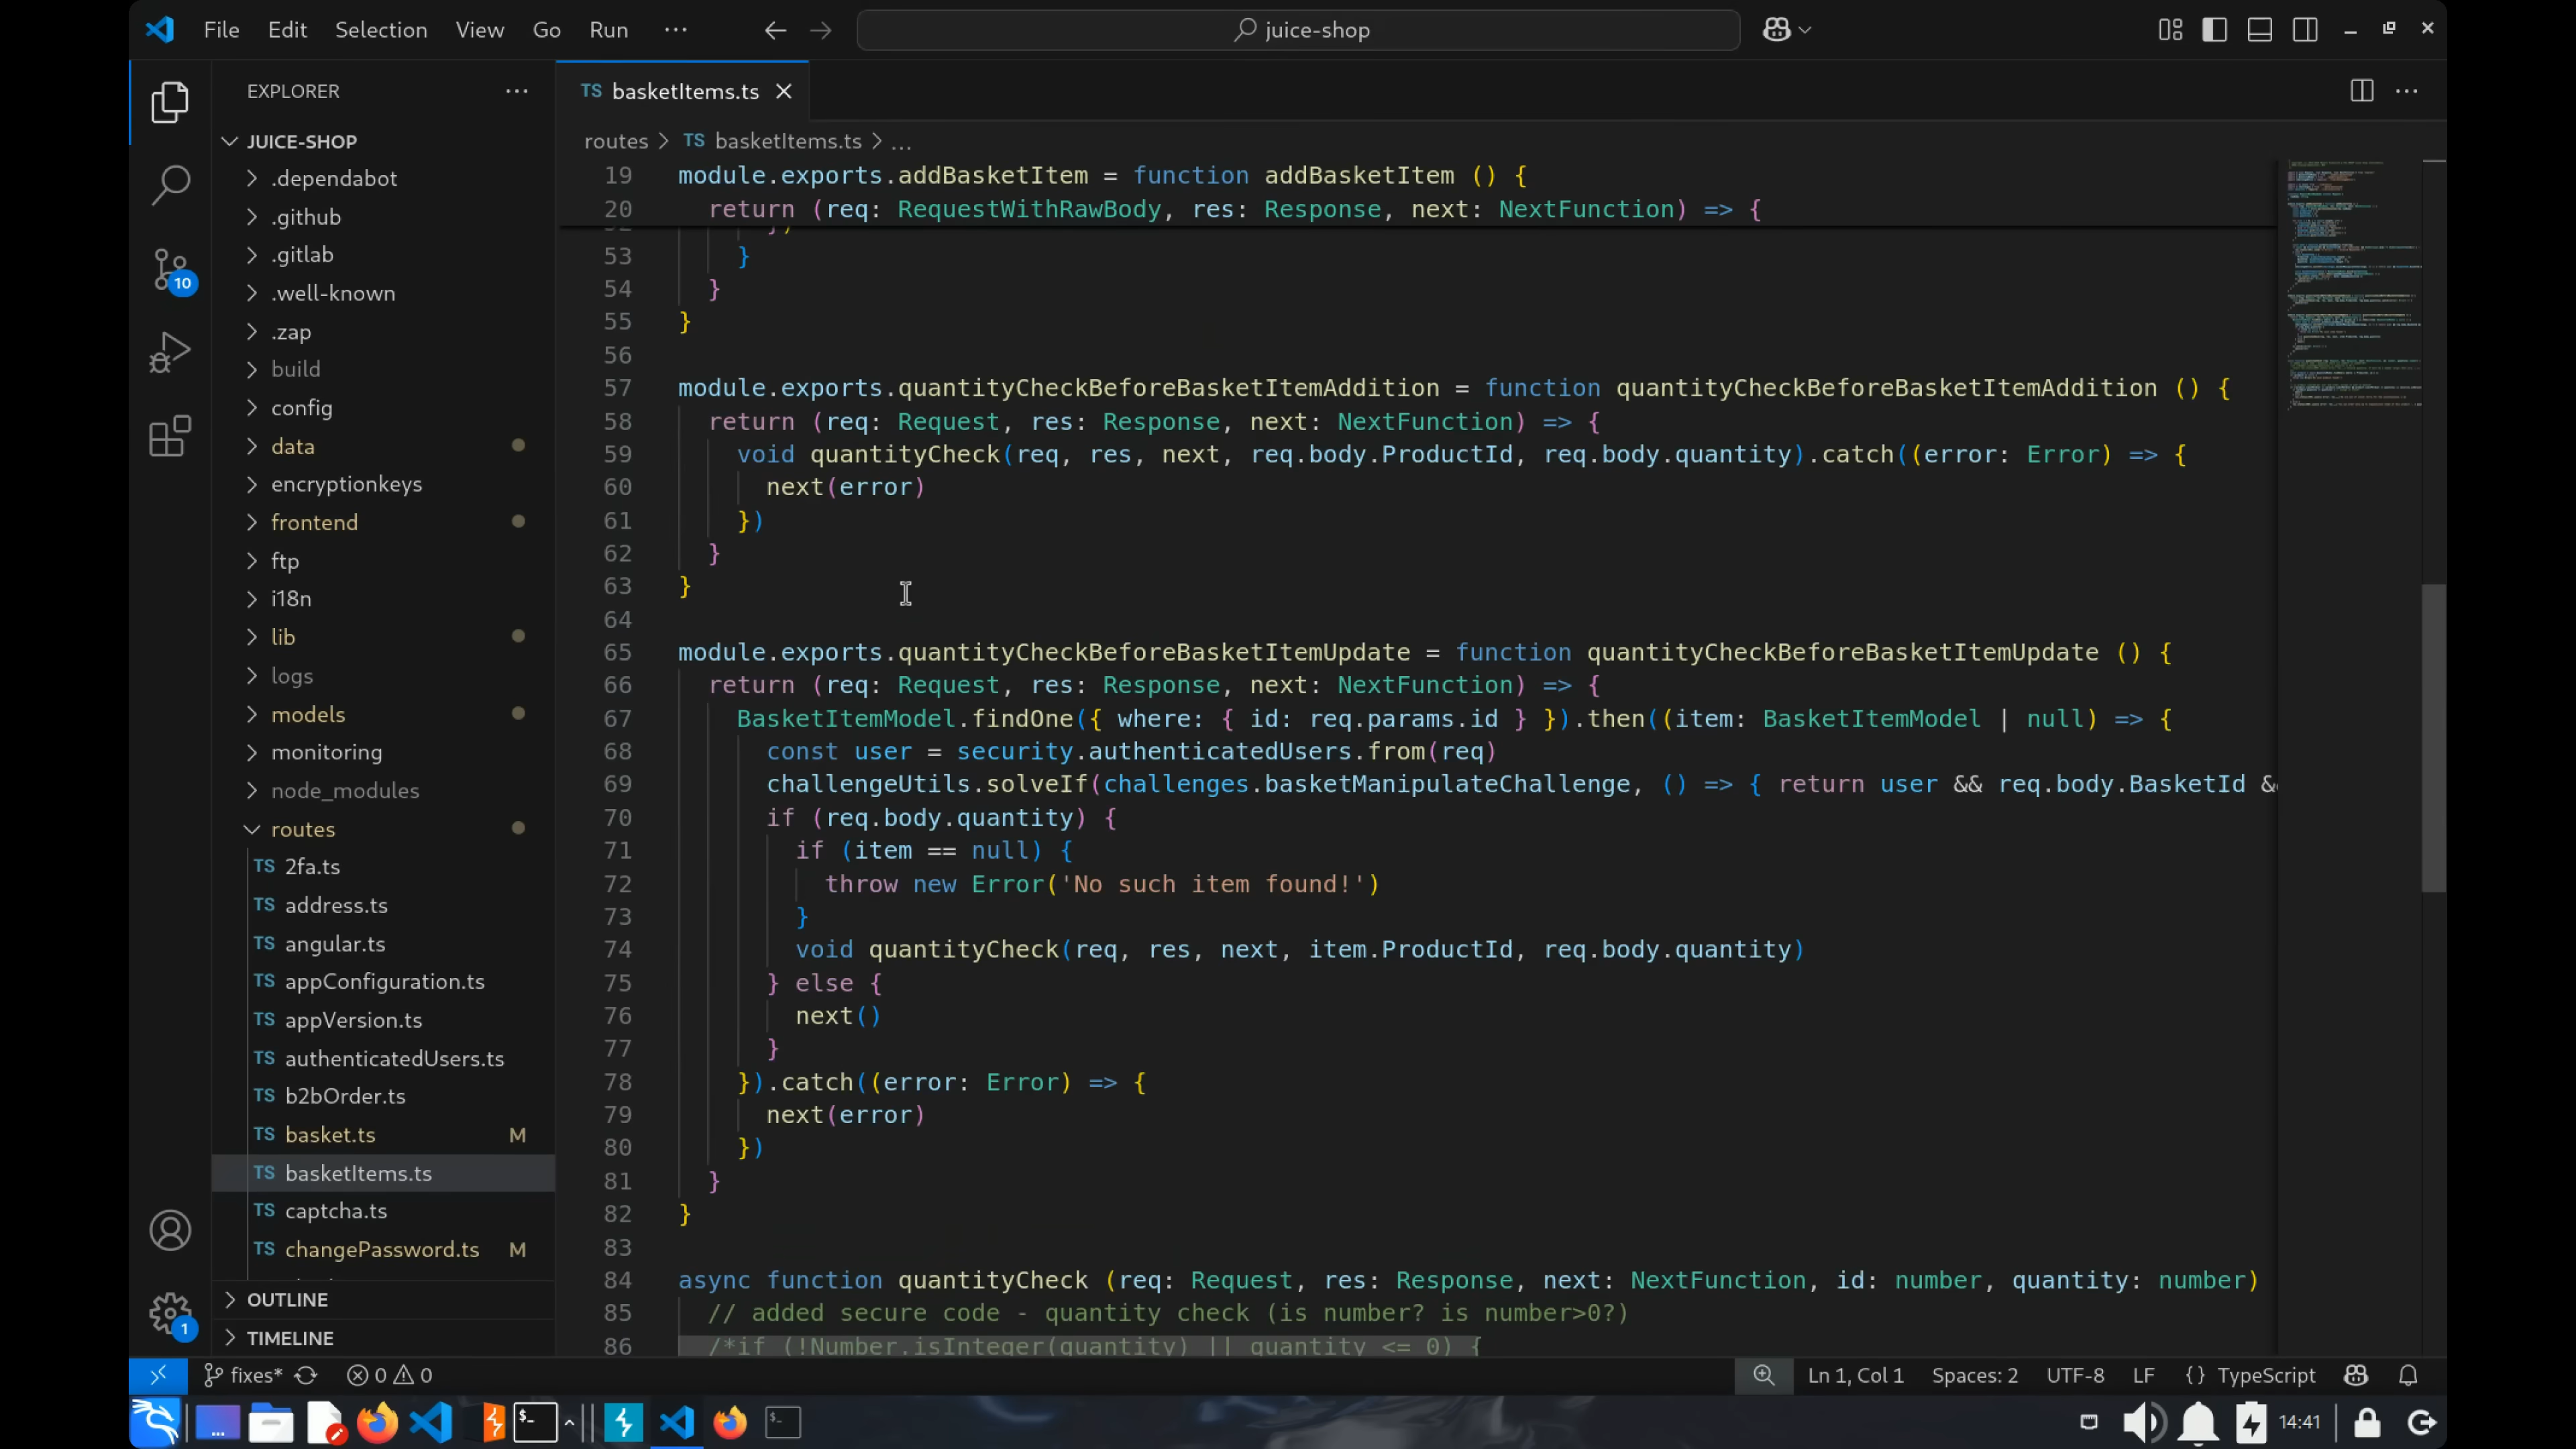 File Edit Selection View Go Run ··· juice-shop
EXPLORER ···
JUICE-SHOP
.dependabot
.github
.gitlab
.well-known
.zap
build
config
data
encryptionkeys
frontend
ftp
i18n
lib
logs
models
monitoring
node_modules
routes
TS 2fa.ts
TS address.ts
TS angular.ts
TS appConfiguration.ts
TS appVersion.ts
TS authenticatedUsers.ts
TS b2bOrder.ts
TS basket.ts M
TS basketItems.ts
TS captcha.ts
TS changePassword.ts M
OUTLINE
TIMELINE
10
1
TS basketItems.ts
routes > TS basketItems.ts > ...
19 module.exports.addBasketItem = function addBasketItem () {
20 return (req: RequestWithRawBody, res: Response, next: NextFunction) => {
53 }
54 }
55 }
56
57 module.exports.quantityCheckBeforeBasketItemAddition = function quantityCheckBeforeBasketItemAddition () {
58 return (req: Request, res: Response, next: NextFunction) => {
59 void quantityCheck(req, res, next, req.body.ProductId, req.body.quantity).catch((error: Error) => {
60 next(error)
61 })
62 }
63 }
64
65 module.exports.quantityCheckBeforeBasketItemUpdate = function quantityCheckBeforeBasketItemUpdate () {
66 return (req: Request, res: Response, next: NextFunction) => {
67 BasketItemModel.findOne({ where: { id: req.params.id } }).then((item: BasketItemModel | null) => {
68 const user = security.authenticatedUsers.from(req)
69 challengeUtils.solveIf(challenges.basketManipulateChallenge, () => { return user && req.body.BasketId &
70 if (req.body.quantity) {
71 if (item == null) {
72 throw new Error('No such item found!')
73 }
74 void quantityCheck(req, res, next, item.ProductId, req.body.quantity)
75 } else {
76 next()
77 }
78 }).catch((error: Error) => {
79 next(error)
80 })
81 }
82 }
83
84 async function quantityCheck (req: Request, res: Response, next: NextFunction, id: number, quantity: number)
85 // added secure code - quantity check (is number? is number>0?)
86 /*if (!Number.isInteger(quantity) || quantity <= 0) {
fixes* 0 0 Ln 1, Col 1 Spaces: 2 UTF-8 LF {} TypeScript
14:41